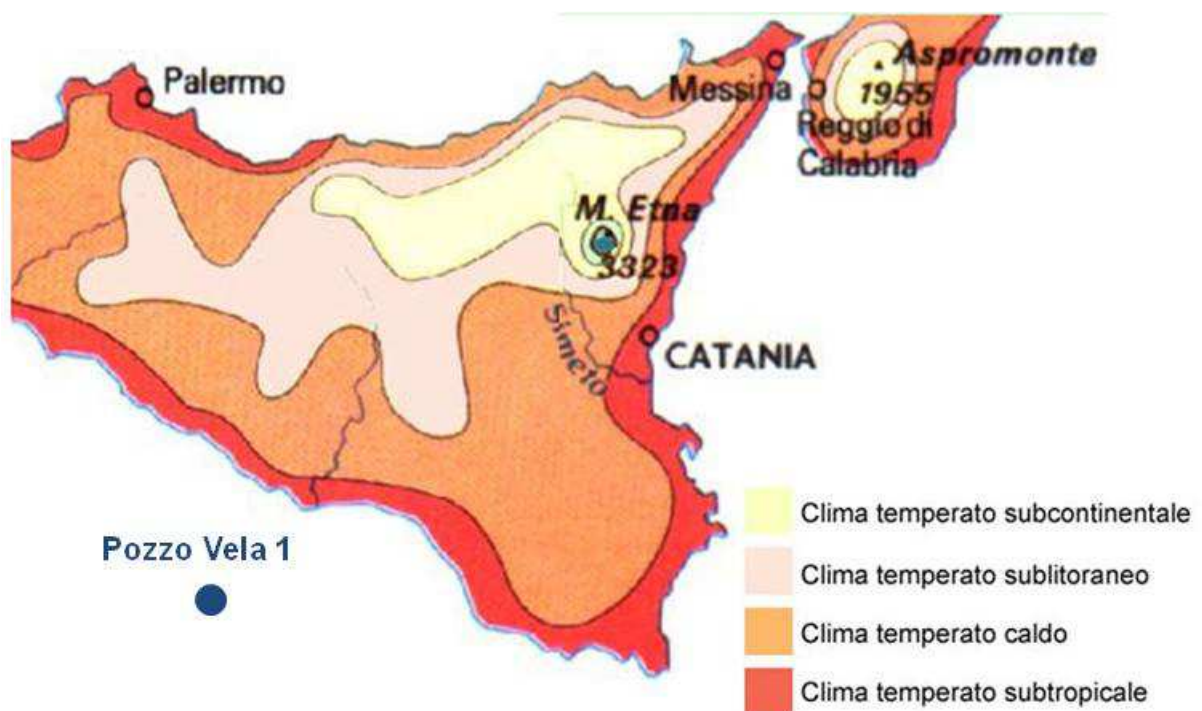 Palermo
Messina
Aspromonte
1955
Reggio di
Calabria
M. Etna
3323
Simeto
CATANIA
Pozzo Vela 1
Clima temperato subcontinentale
Clima temperato sublitoraneo
Clima temperato caldo
Clima temperato subtropicale